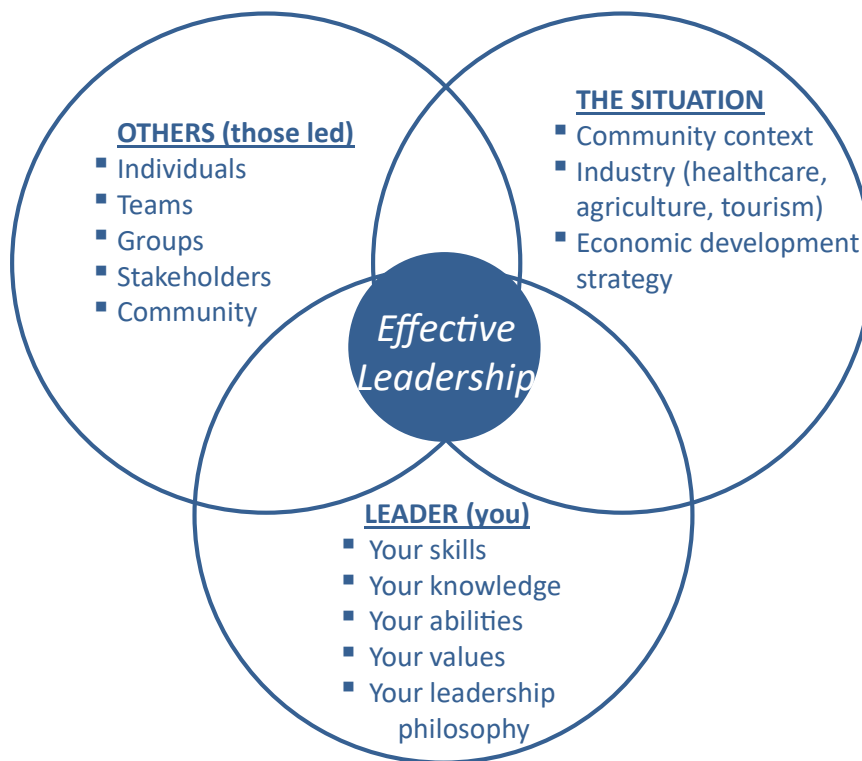 OTHERS (those led)
▪ Individuals
▪ Teams
▪ Groups
▪ Stakeholders
▪ Community
THE SITUATION
▪ Community context
▪ Industry (healthcare,
agriculture, tourism)
▪ Economic development
strategy
Effective
Leadership
LEADER (you)
▪ Your skills
▪ Your knowledge
▪ Your abilities
▪ Your values
▪ Your leadership
philosophy